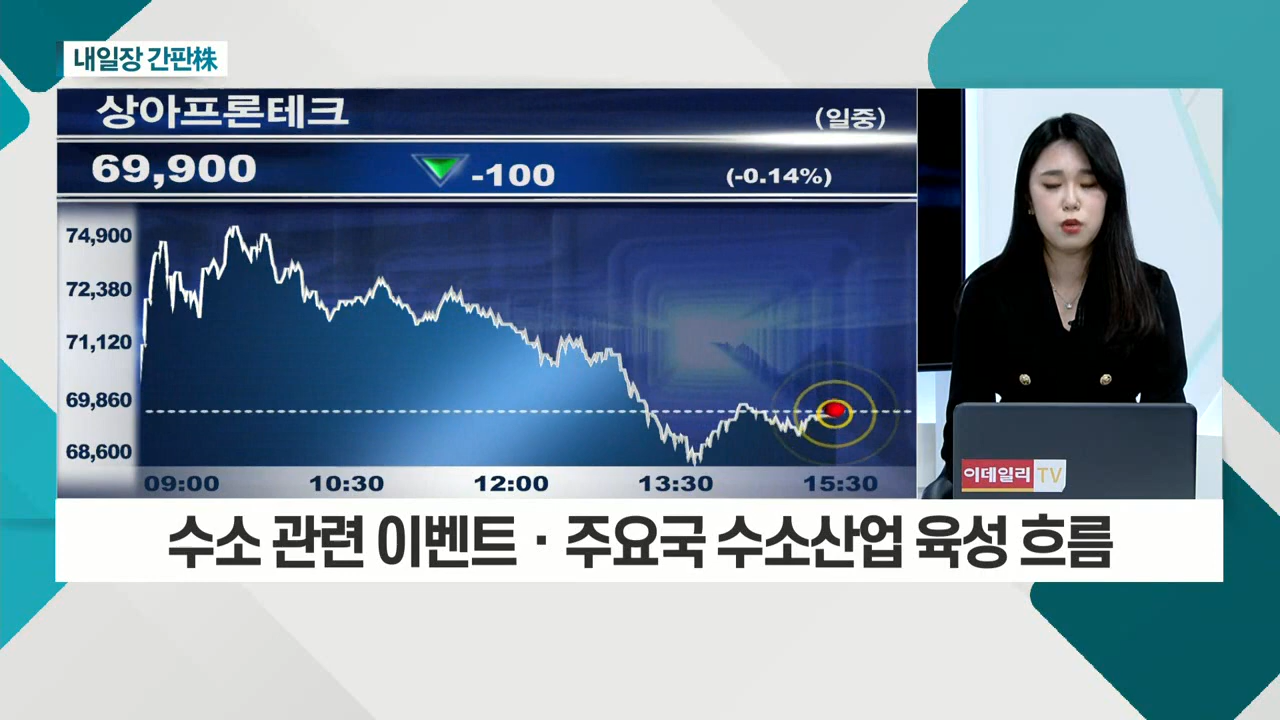 내일장 간판株
상아프론테크 (일중)
69,900 -100 (-0.14%)
74,900
72,380
71,120
69,860
68,600
09:00 10:30 12:00 13:30 15:30
이데일리 TV
수소 관련 이벤트 · 주요국 수소산업 육성 흐름